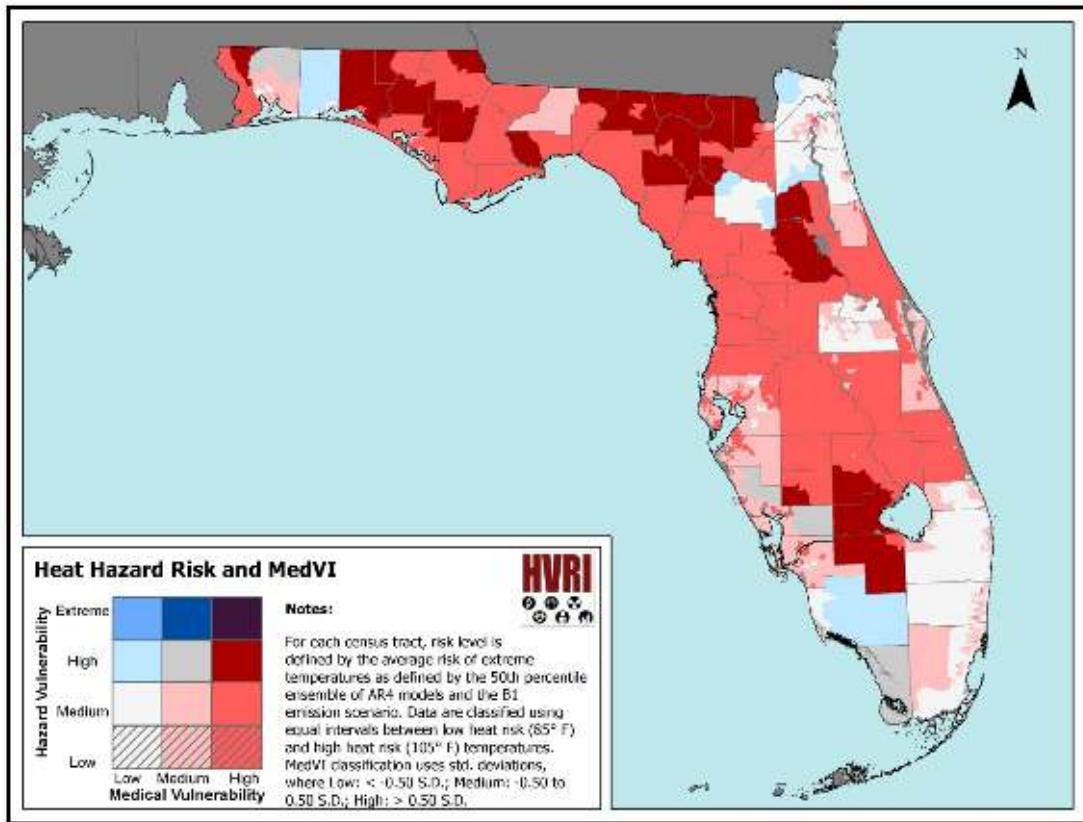 N
Heat Hazard Risk and MedVI
HVRI
Hazard Vulnerability
Extreme
High
Medium
Low
Low Medium High
Medical Vulnerability
Notes:
For each census tract, risk level is
defined by the average risk of extreme
temperatures as defined by the 50th percentile
ensemble of AR4 models and the B1
emission scenario. Data are classified using
equal intervals between low heat risk (85° F)
and high heat risk (105° F) temperatures.
MedVI classification uses std. deviations,
where Low: < -0.50 S.D.; Medium: -0.50 to
0.50 S.D.; High: > 0.50 S.D.